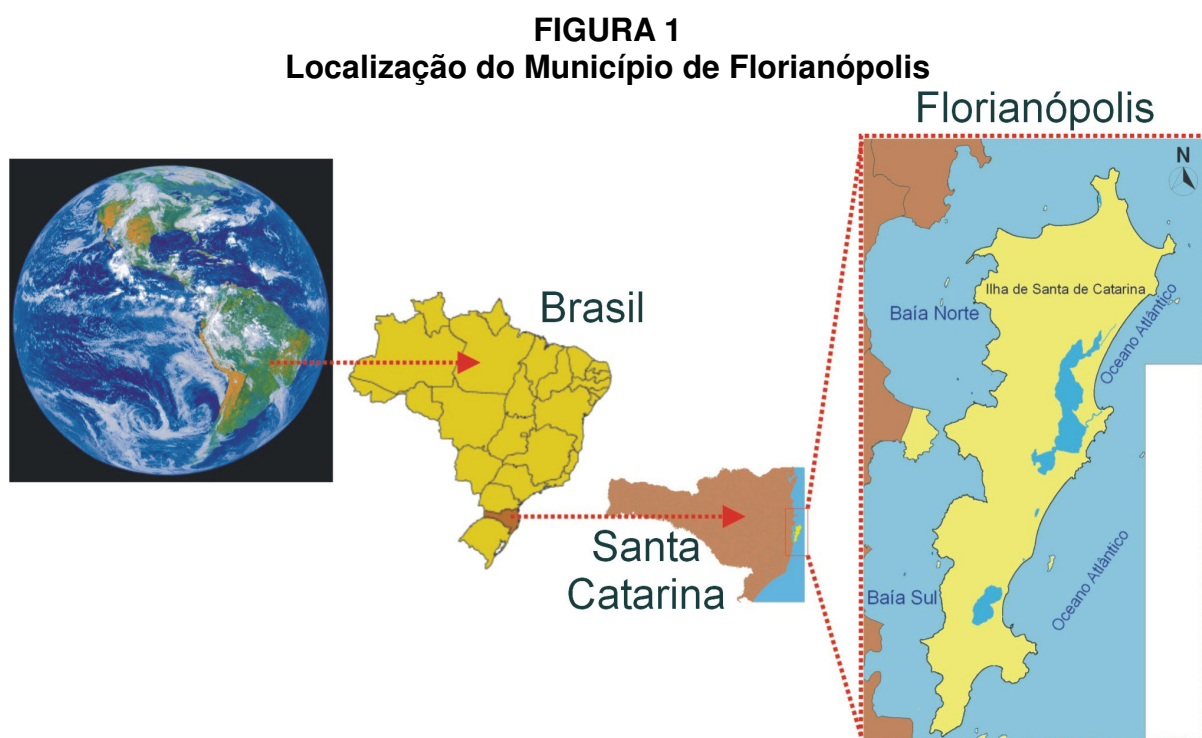 FIGURA 1
Localização do Município de Florianópolis
Florianópolis
N
Ilha de Santa de Catarina
Baía Norte
Oceano Atlântico
Brasil
Santa
Catarina
Baía Sul
Oceano Atlântico